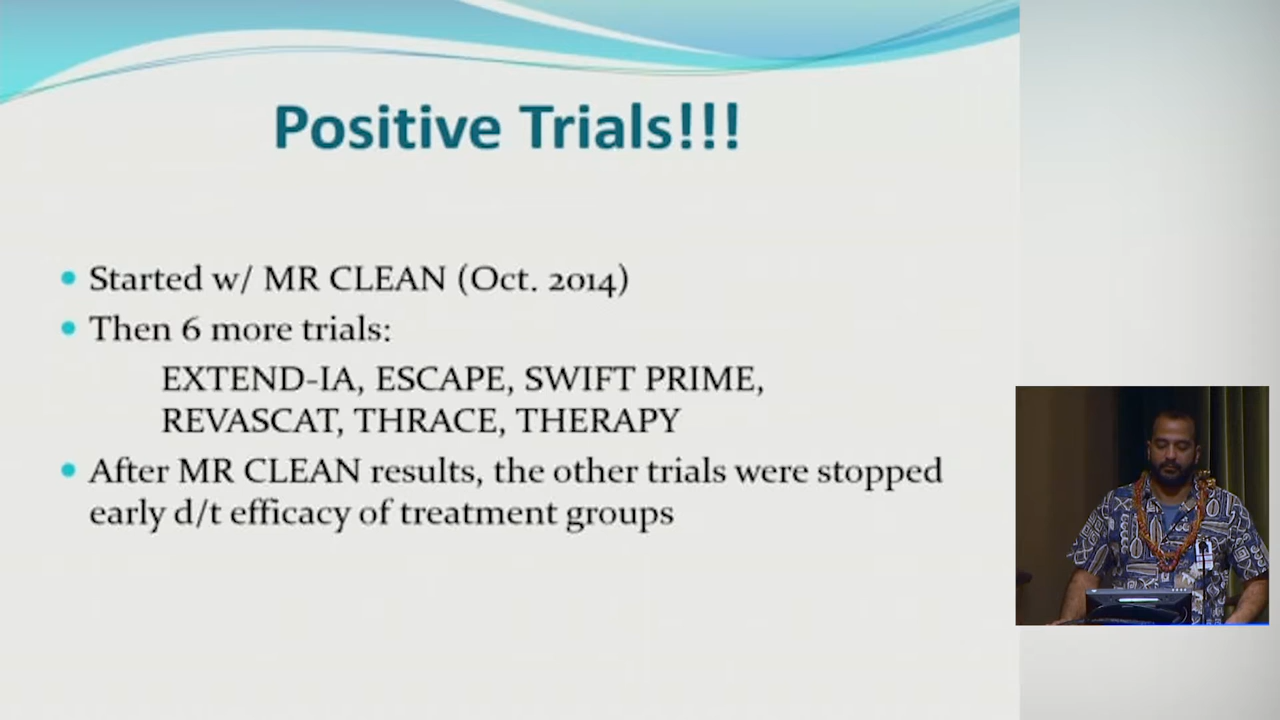 Positive Trials!!!
Started w/ MR CLEAN (Oct. 2014)
Then 6 more trials:
EXTEND-IA, ESCAPE, SWIFT PRIME,
REVASCAT, THRACE, THERAPY
After MR CLEAN results, the other trials were stopped
early d/t efficacy of treatment groups